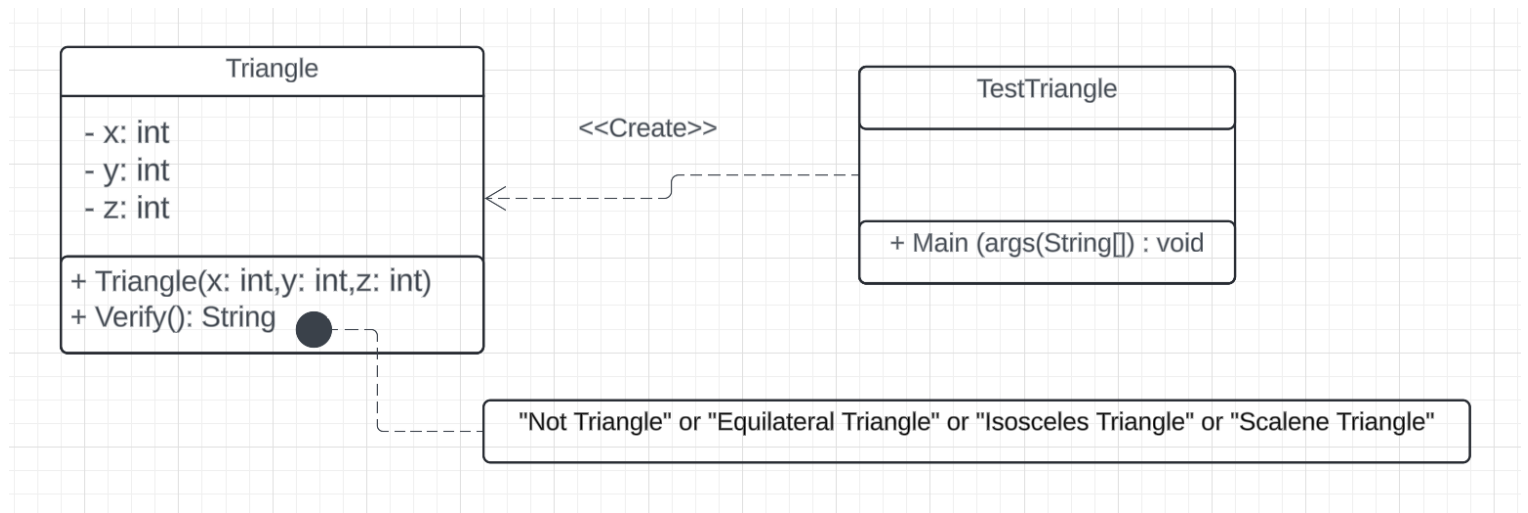 Triangle
- x: int
- y: int
- z: int
+ Triangle(x: int,y: int,z: int)
+ Verify(): String
<<Create>>
TestTriangle
+ Main (args(String[]) : void
"Not Triangle" or "Equilateral Triangle" or "Isosceles Triangle" or "Scalene Triangle"